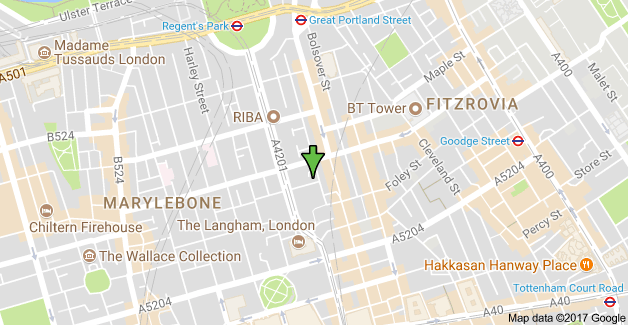 Ulster Terrace
Regent's Park
Great Portland Street
Madame
Tussauds London
A501
Harley Street
Bolsover St
Maple St
A400
Malet St
RIBA
BT Tower
FITZROVIA
B524
B524
A4201
Goodge Street
Cleveland St
A400
Store St
Foley St
A5204
MARYLEBONE
Chiltern Firehouse
The Langham, London
Percy St
A5204
The Wallace Collection
Hakkasan Hanway Place
Tottenham Court Road
A5204
A40
A40
Map data ©2017 Google